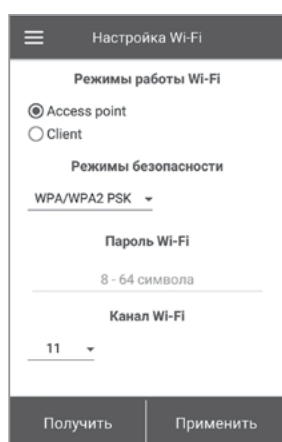 Настройка Wi-Fi
Режимы работы Wi-Fi
Access point
Client
Режимы безопасности
WPA/WPA2 PSK
Пароль Wi-Fi
8 - 64 символа
Канал Wi-Fi
11
Получить Применить